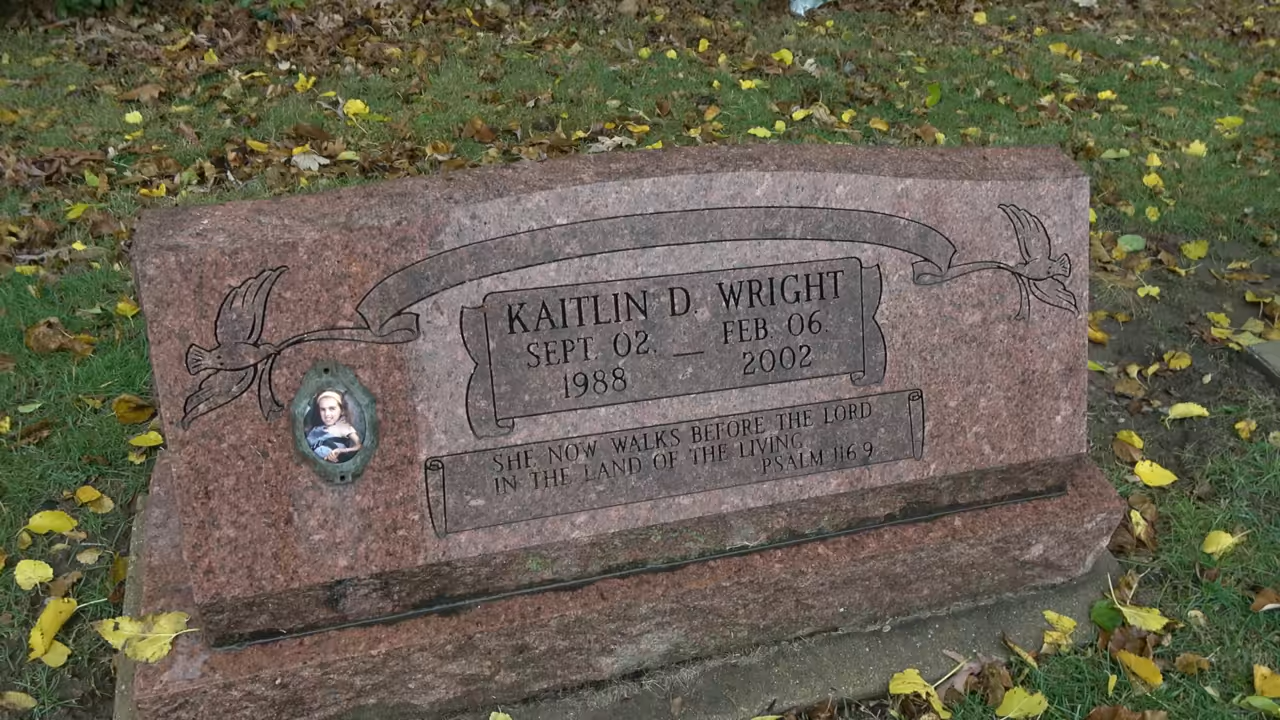 KAITLIN D. WRIGHT
SEPT. 02, — FEB. 06,
1988 2002
SHE NOW WALKS BEFORE THE LORD
IN THE LAND OF THE LIVING
PSALM 116 9